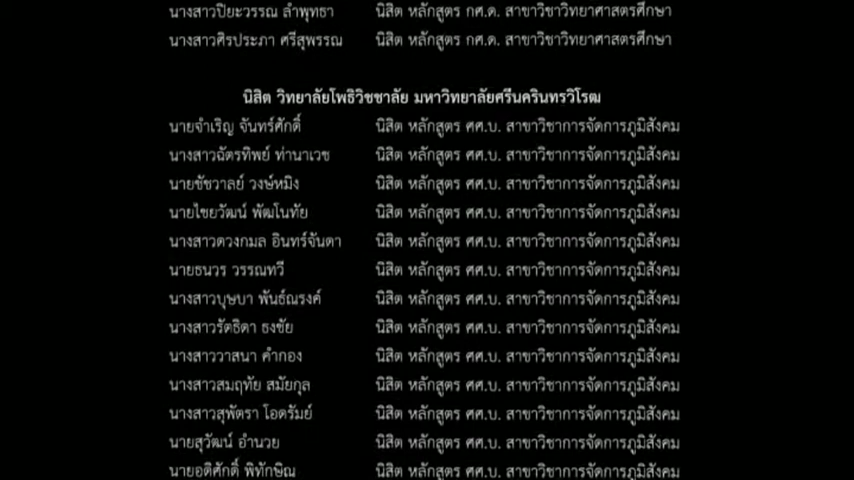 นางสาวปิยะวรรณ ลำพุทธา นิสิต หลักสูตร กศ.ด. สาขาวิชาวิทยาศาสตรศึกษา
นางสาวศิรประภา ศรีสุพรรณ นิสิต หลักสูตร กศ.ด. สาขาวิชาวิทยาศาสตรศึกษา
นิสิต วิทยาลัยโพธิวิชชาลัย มหาวิทยาลัยศรีนครินทรวิโรฒ
นายจำเริญ จันทร์ศักดิ์ นิสิต หลักสูตร ศศ.บ. สาขาวิชาการจัดการภูมิสังคม
นางสาวฉัตรทิพย์ ท่านาเวช นิสิต หลักสูตร ศศ.บ. สาขาวิชาการจัดการภูมิสังคม
นายชัชวาลย์ วงษ์หมิง นิสิต หลักสูตร ศศ.บ. สาขาวิชาการจัดการภูมิสังคม
นายไชยวัฒน์ พัฒโนทัย นิสิต หลักสูตร ศศ.บ. สาขาวิชาการจัดการภูมิสังคม
นางสาวดวงกมล อินทร์จันดา นิสิต หลักสูตร ศศ.บ. สาขาวิชาการจัดการภูมิสังคม
นายธนวร วรรณทวี นิสิต หลักสูตร ศศ.บ. สาขาวิชาการจัดการภูมิสังคม
นางสาวบุษบา พันธ์ณรงค์ นิสิต หลักสูตร ศศ.บ. สาขาวิชาการจัดการภูมิสังคม
นางสาวรัตธิดา ธงชัย นิสิต หลักสูตร ศศ.บ. สาขาวิชาการจัดการภูมิสังคม
นางสาววาสนา คำกอง นิสิต หลักสูตร ศศ.บ. สาขาวิชาการจัดการภูมิสังคม
นางสาวสมฤทัย สมัยกุล นิสิต หลักสูตร ศศ.บ. สาขาวิชาการจัดการภูมิสังคม
นางสาวสุพัตรา โอดรัมย์ นิสิต หลักสูตร ศศ.บ. สาขาวิชาการจัดการภูมิสังคม
นายสุวัฒน์ อำนวย นิสิต หลักสูตร ศศ.บ. สาขาวิชาการจัดการภูมิสังคม
นายอติศักดิ์ พิทักษิณ นิสิต หลักสูตร ศศ.บ. สาขาวิชาการจัดการภูมิสังคม